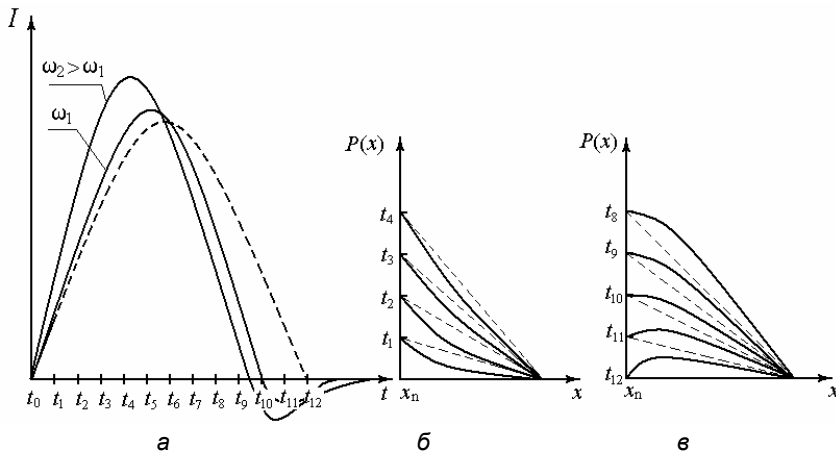 I
ω₂>ω₁
ω₁
t₀ t₁ t₂ t₃ t₄ t₅ t₆ t₇ t₈ t₉ t₁₀ t₁₁ t₁₂ t
а
P(x)
t₄
t₃
t₂
t₁
xₙ x
б
P(x)
t₈
t₉
t₁₀
t₁₁
t₁₂
xₙ x
в